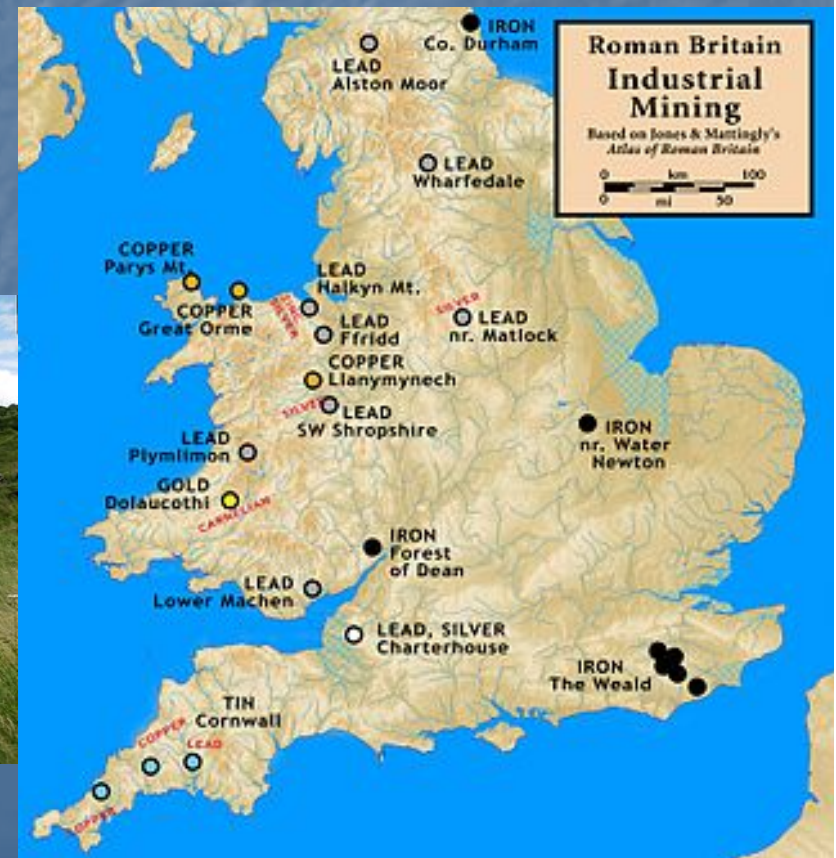 IRON
Co. Durham
LEAD
Alston Moor
Roman Britain
Industrial
Mining
Based on Jones & Mattingly's
Atlas of Roman Britain
0 km 100
0 mi 50
LEAD
Wharfedale
COPPER
Parys Mt.
COPPER
Great Orme
LEAD
Halkyn Mt.
ZINC
SILVER
LEAD
Ffridd
SILVER
LEAD
nr. Matlock
COPPER
Llanymynech
SILVER
LEAD
SW Shropshire
IRON
nr. Water
Newton
LEAD
Plymlimon
GOLD
Dolaucothi
CARNELIAN
IRON
Forest
of Dean
LEAD
Lower Machen
LEAD, SILVER
Charterhouse
IRON
The Weald
TIN
Cornwall
COPPER
LEAD
COPPER